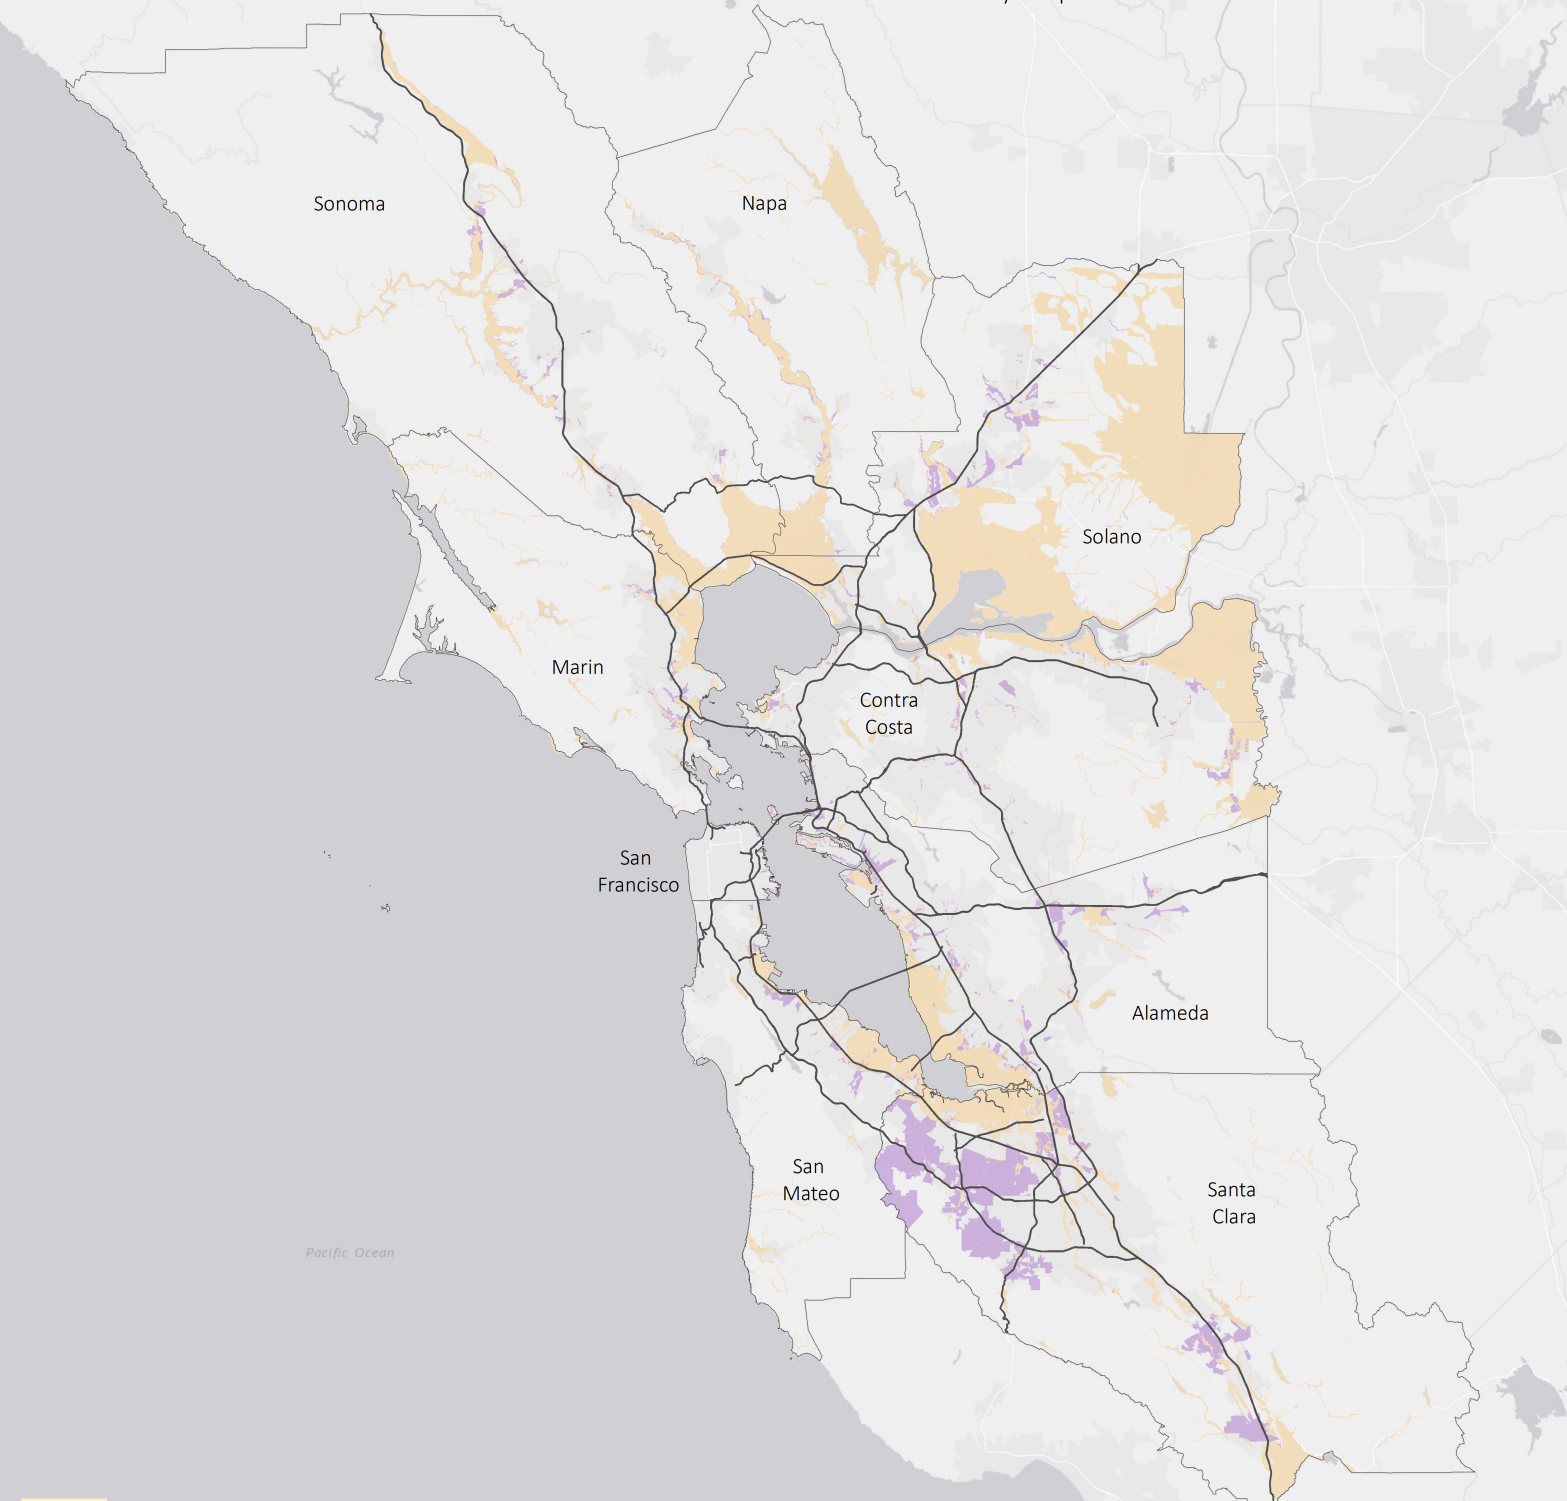 Sonoma
Napa
Solano
Marin
Contra
Costa
San
Francisco
Alameda
San
Mateo
Santa
Clara
Pacific Ocean